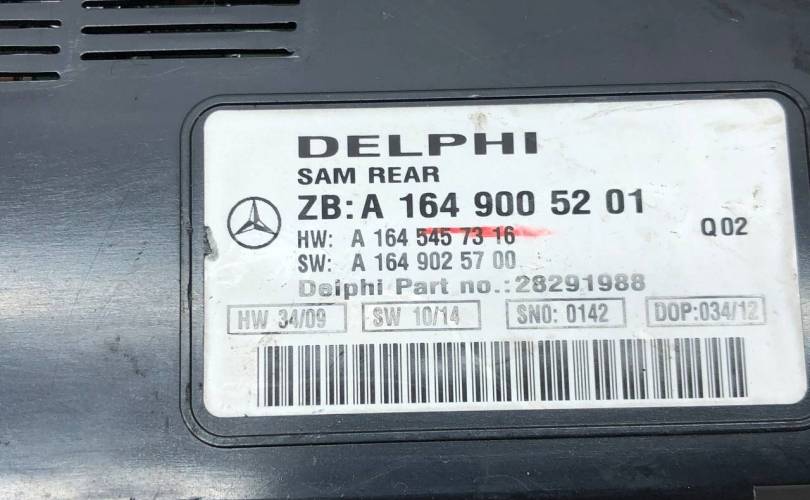 DELPHI
SAM REAR
ZB: A 164 900 52 01
HW: A 164 545 73 16
Q02
SW: A 164 902 57 00
Delphi Part no.:28291988
HW 34/09 SW 10/14 SNO: 0142 DOP:034/12